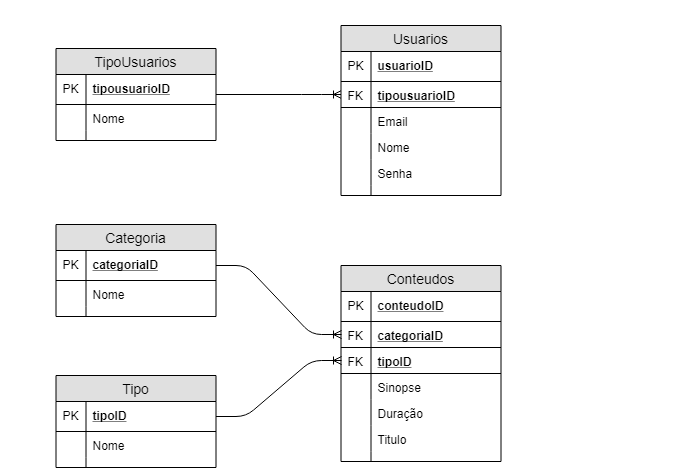 TipoUsuarios
PK tipousuarioID
Nome
Usuarios
PK usuarioID
FK tipousuarioID
Email
Nome
Senha
Categoria
PK categoriaID
Nome
Conteudos
PK conteudoID
FK categoriaID
FK tipoID
Sinopse
Duração
Titulo
Tipo
PK tipoID
Nome